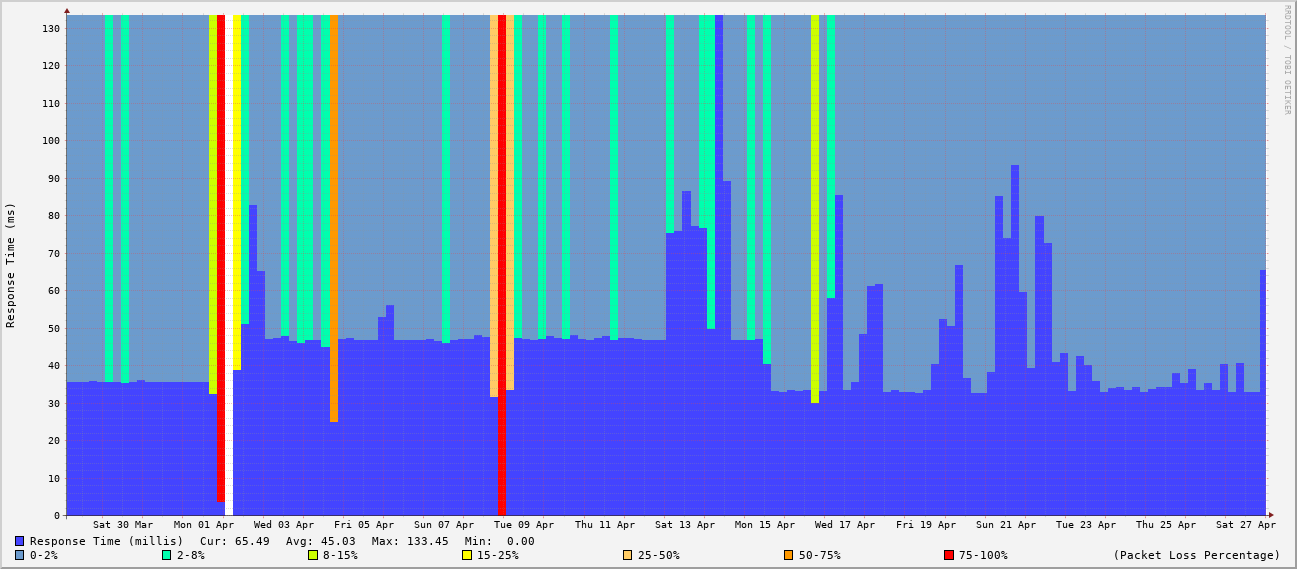 RRDTOOL / TOBI OETIKER
Response Time (ms)
130
120
110
100
90
80
70
60
50
40
30
20
10
0
Sat 30 Mar Mon 01 Apr Wed 03 Apr Fri 05 Apr Sun 07 Apr Tue 09 Apr Thu 11 Apr Sat 13 Apr Mon 15 Apr Wed 17 Apr Fri 19 Apr Sun 21 Apr Tue 23 Apr Thu 25 Apr Sat 27 Apr
Response Time (millis) Cur: 65.49 Avg: 45.03 Max: 133.45 Min: 0.00
0-2% 2-8% 8-15% 15-25% 25-50% 50-75% 75-100% (Packet Loss Percentage)